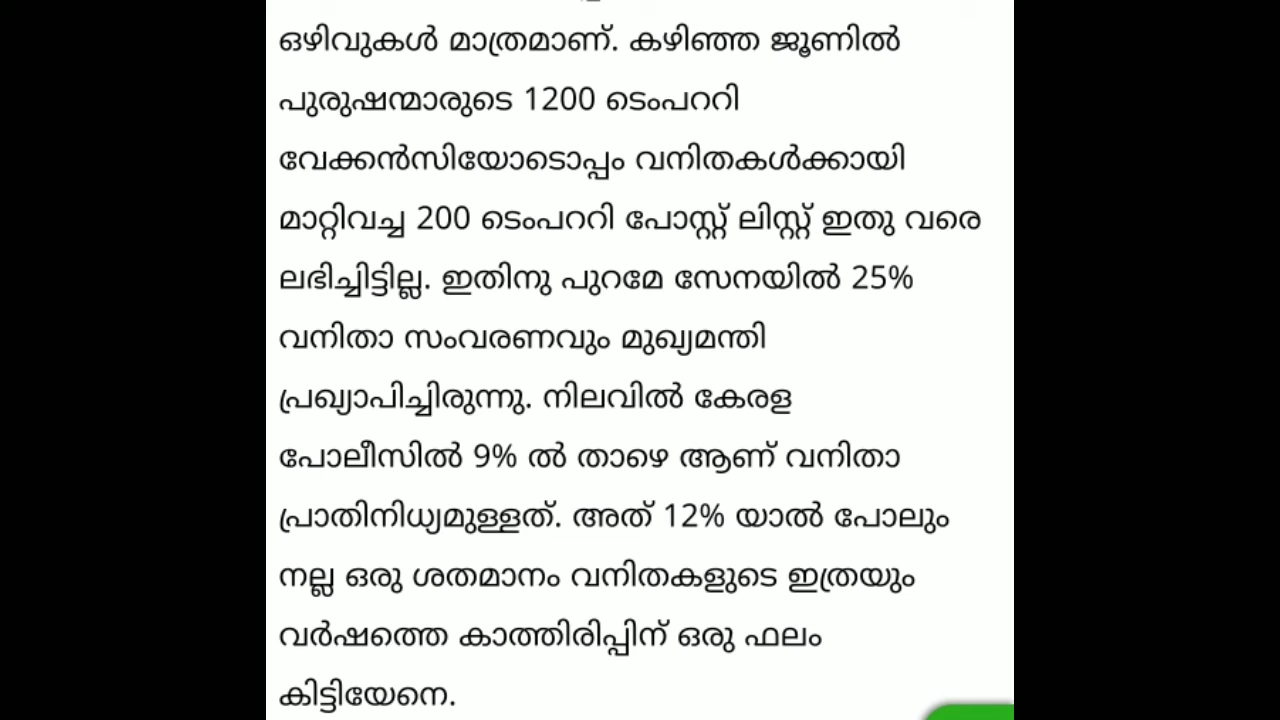 ഒഴിവുകൾ മാത്രമാണ്. കഴിഞ്ഞ ജൂണിൽ
പുരുഷന്മാരുടെ 1200 ടെംപററി
വേക്കൻസിയോടൊപ്പം വനിതകൾക്കായി
മാറ്റിവച്ച 200 ടെംപററി പോസ്റ്റ് ലിസ്റ്റ് ഇതു വരെ
ലഭിച്ചിട്ടില്ല. ഇതിനു പുറമേ സേനയിൽ 25%
വനിതാ സംവരണവും മുഖ്യമന്തി
പ്രഖ്യാപിച്ചിരുന്നു. നിലവിൽ കേരള
പോലീസിൽ 9% ൽ താഴെ ആണ് വനിതാ
പ്രാതിനിധ്യമുള്ളത്. അത് 12% യാൽ പോലും
നല്ല ഒരു ശതമാനം വനിതകളുടെ ഇത്രയും
വർഷത്തെ കാത്തിരിപ്പിന് ഒരു ഫലം
കിട്ടിയേനെ.